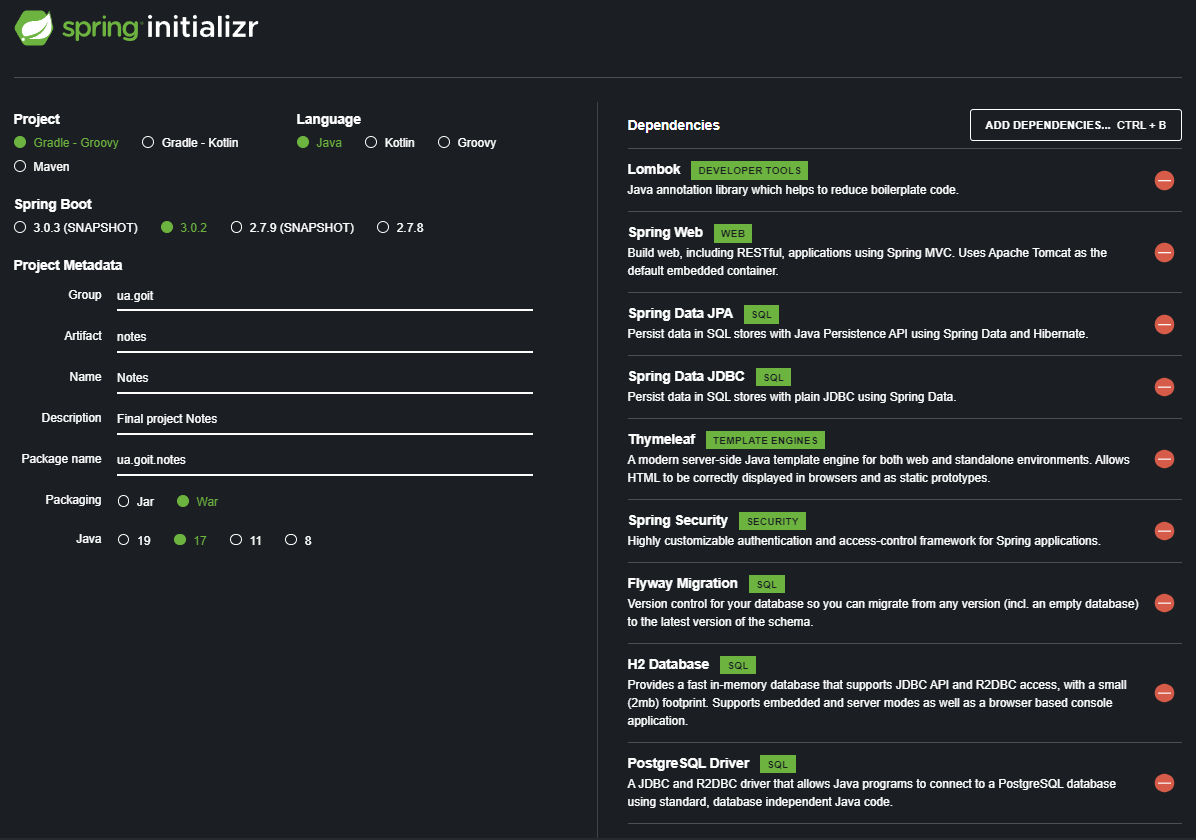 spring initializr
Project
Gradle - Groovy Gradle - Kotlin
Maven
Language
Java Kotlin Groovy
Spring Boot
3.0.3 (SNAPSHOT) 3.0.2 2.7.9 (SNAPSHOT) 2.7.8
Project Metadata
Group ua.goit
Artifact notes
Name Notes
Description Final project Notes
Package name ua.goit.notes
Packaging Jar War
Java 19 17 11 8
Dependencies ADD DEPENDENCIES... CTRL + B
Lombok DEVELOPER TOOLS
Java annotation library which helps to reduce boilerplate code.
Spring Web WEB
Build web, including RESTful, applications using Spring MVC. Uses Apache Tomcat as the
default embedded container.
Spring Data JPA SQL
Persist data in SQL stores with Java Persistence API using Spring Data and Hibernate.
Spring Data JDBC SQL
Persist data in SQL stores with plain JDBC using Spring Data.
Thymeleaf TEMPLATE ENGINES
A modern server-side Java template engine for both web and standalone environments. Allows
HTML to be correctly displayed in browsers and as static prototypes.
Spring Security SECURITY
Highly customizable authentication and access-control framework for Spring applications.
Flyway Migration SQL
Version control for your database so you can migrate from any version (incl. an empty database)
to the latest version of the schema.
H2 Database SQL
Provides a fast in-memory database that supports JDBC API and R2DBC access, with a small
(2mb) footprint. Supports embedded and server modes as well as a browser based console
application.
PostgreSQL Driver SQL
A JDBC and R2DBC driver that allows Java programs to connect to a PostgreSQL database
using standard, database independent Java code.